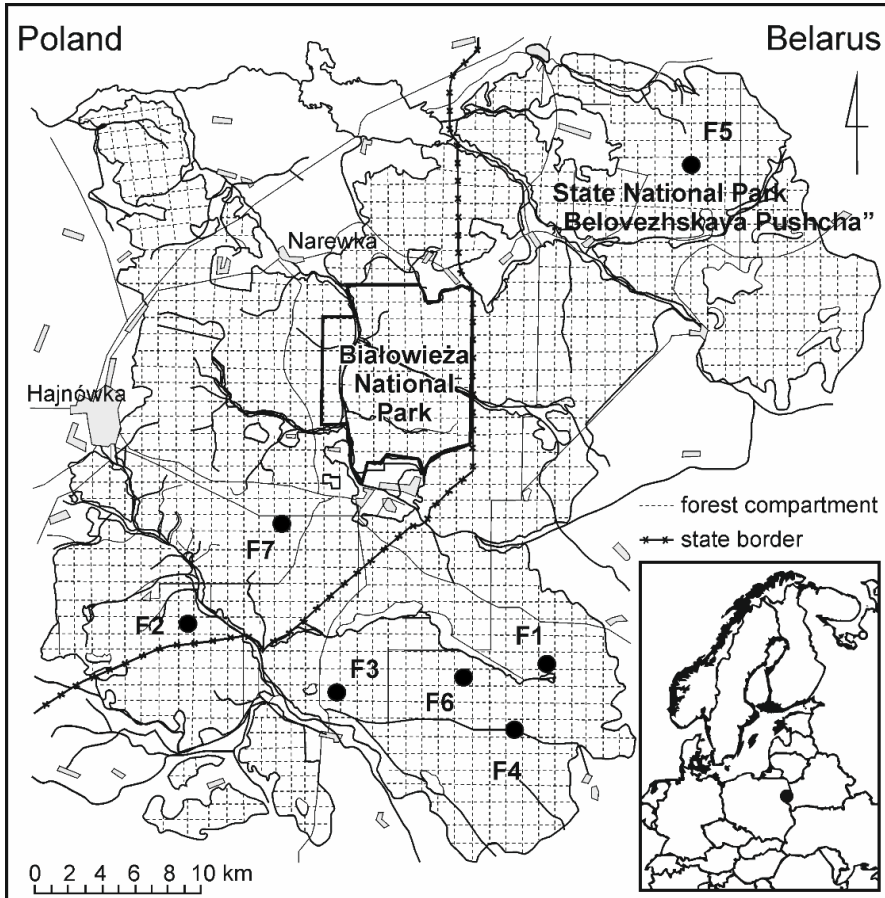 Poland
Belarus
F5
State National Park
Belovezhskaya Pushcha”
Narewka
Białowieża
National
Park
Hajnówka
forest compartment
state border
F7
F2
F1
F3
F6
F4
0 2 4 6 8 10 km